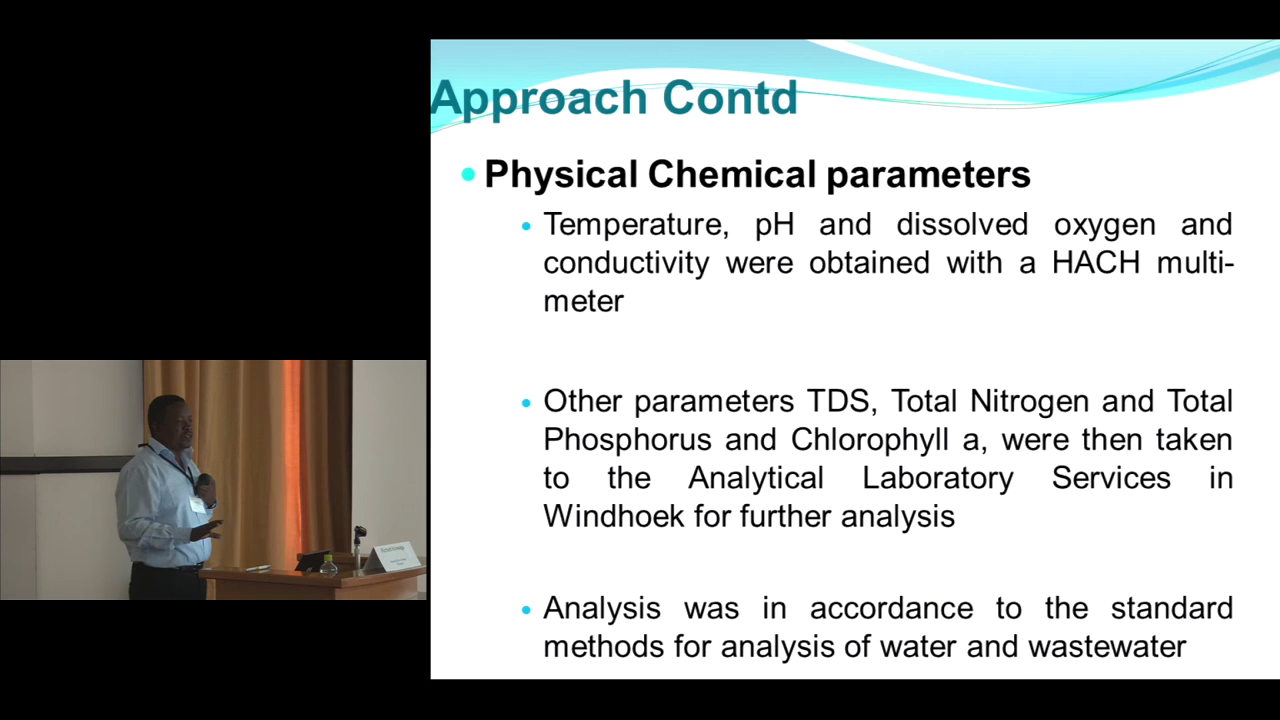 Approach Contd
Physical Chemical parameters
Temperature, pH and dissolved oxygen and
conductivity were obtained with a HACH multi-
meter
Other parameters TDS, Total Nitrogen and Total
Phosphorus and Chlorophyll a, were then taken
to the Analytical Laboratory Services in
Windhoek for further analysis
Analysis was in accordance to the standard
methods for analysis of water and wastewater